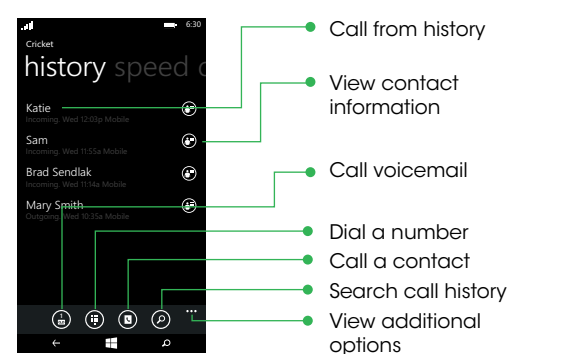 6:30
Cricket
history speed d
Katie
Incoming. Wed 12:03p Mobile
Sam
Incoming. Wed 11:55a Mobile
Brad Sendlak
Incoming. Wed 11:14a Mobile
Mary Smith
Outgoing. Wed 10:35a Mobile
1
Call from history
View contact
information
Call voicemail
Dial a number
Call a contact
Search call history
View additional
options